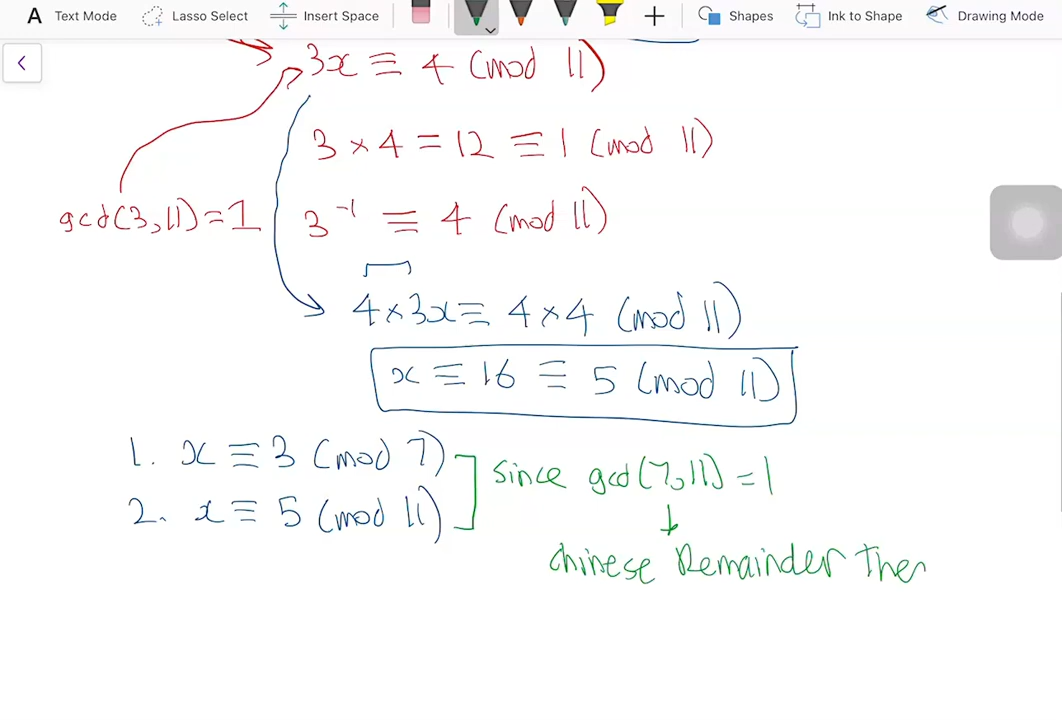 A Text Mode Lasso Select Insert Space Shapes Ink to Shape Drawing Mode
3x ≡ 4 (mod 11)
3 × 4 = 12 ≡ 1 (mod 11)
gcd(3,11)=1 3⁻¹ ≡ 4 (mod 11)
4×3x ≡ 4×4 (mod 11)
x ≡ 16 ≡ 5 (mod 11)
1. x ≡ 3 (mod 7)
since gcd(7,11) = 1
2. x ≡ 5 (mod 11)
Chinese Remainder Ther